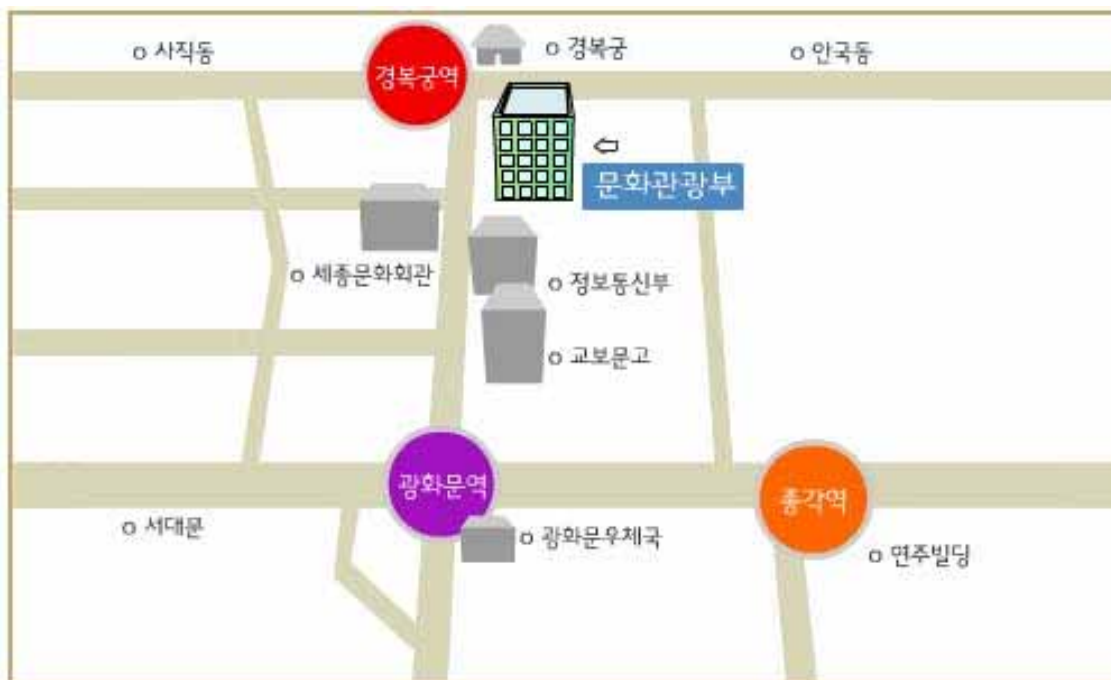 사직동
경복궁역
경복궁
안국동
문화관광부
세종문화회관
정보통신부
교보문고
광화문역
종각역
서대문
광화문우체국
연주빌딩